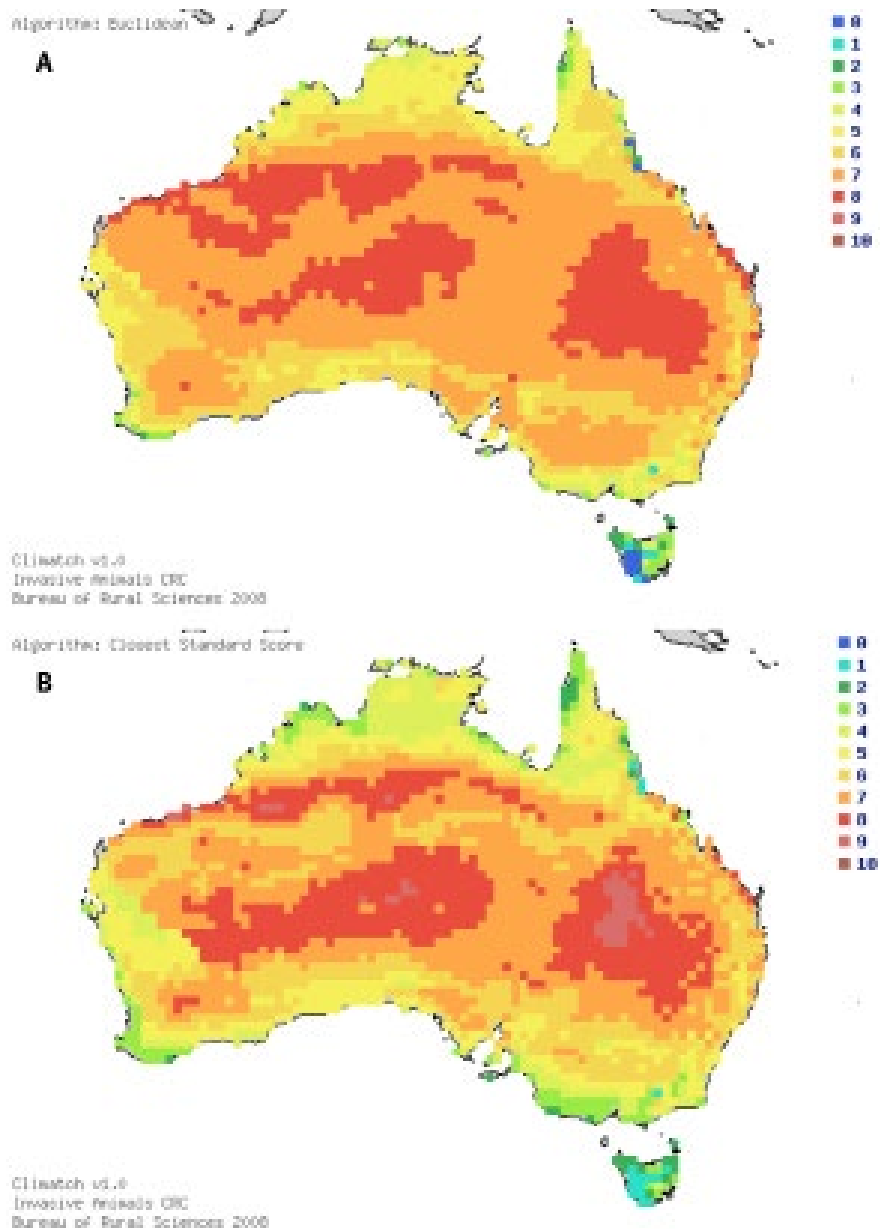 Algorithm: Euclidean
A
0
1
2
3
4
5
6
7
8
9
10
Climatch v1.0
Invasive Animals CRC
Bureau of Rural Sciences 2008
Algorithm: Closest Standard Score
B
0
1
2
3
4
5
6
7
8
9
10
Climatch v1.0
Invasive Animals CRC
Bureau of Rural Sciences 2008